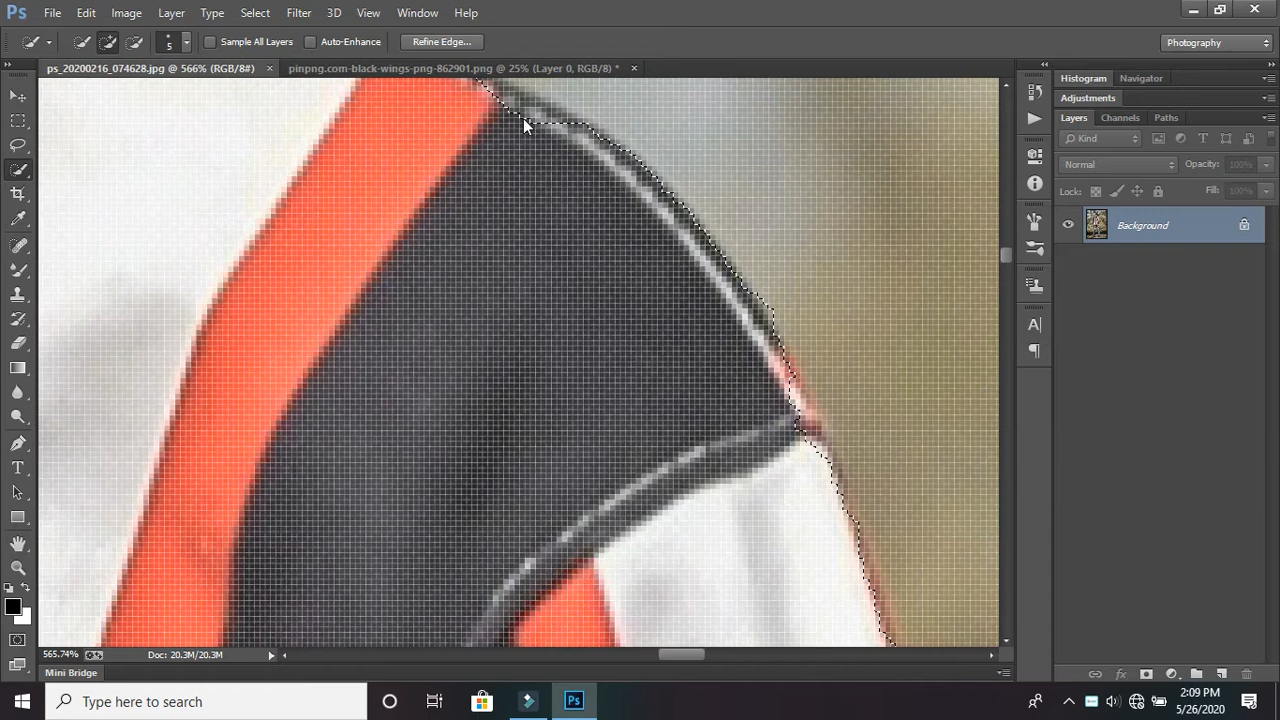 Ps File Edit Image Layer Type Select Filter 3D View Window Help
5 Sample All Layers Auto-Enhance Refine Edge... Photography
ps_20200216_074628.jpg @ 566% (RGB/8#) × pinpng.com-black-wings-png-862901.png @ 25% (Layer 0, RGB/8) * ×
Histogram Navigator
Adjustments
Layers Channels Paths
Kind
Normal Opacity: 100%
Lock: Fill: 100%
Background
565.74% Doc: 20.3M/20.3M
Mini Bridge
Type here to search
2:09 PM
5/26/2020